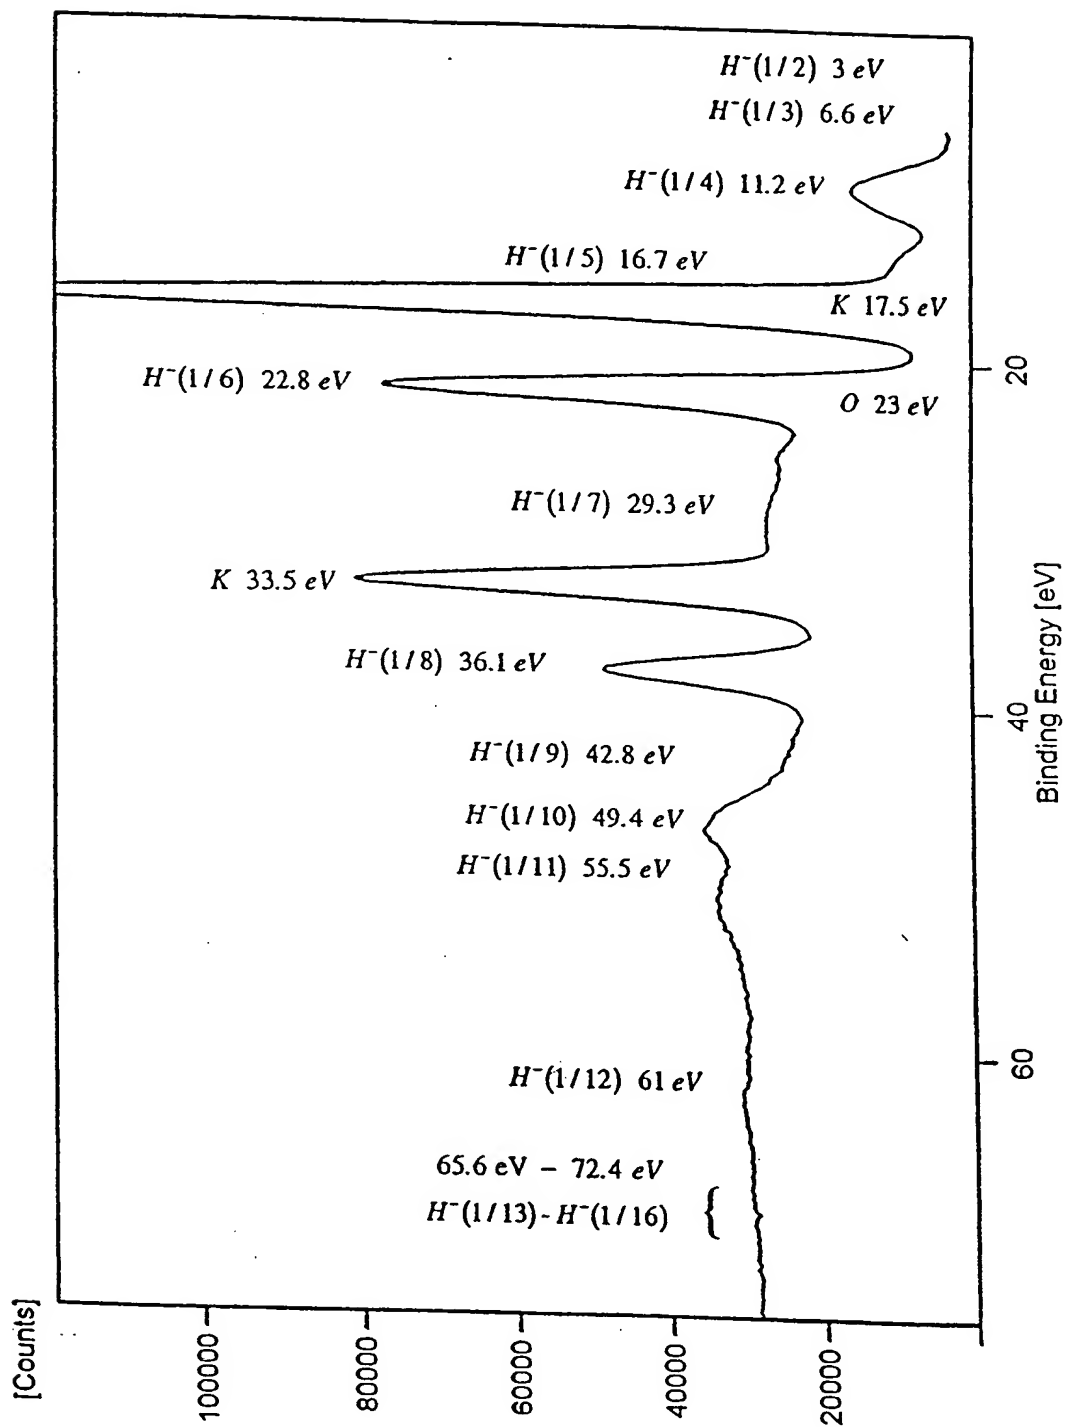 H⁻(1/2) 3 eV
H⁻(1/3) 6.6 eV
H⁻(1/4) 11.2 eV
H⁻(1/5) 16.7 eV
K 17.5 eV
H⁻(1/6) 22.8 eV
O 23 eV
H⁻(1/7) 29.3 eV
K 33.5 eV
H⁻(1/8) 36.1 eV
H⁻(1/9) 42.8 eV
H⁻(1/10) 49.4 eV
H⁻(1/11) 55.5 eV
H⁻(1/12) 61 eV
65.6 eV – 72.4 eV
H⁻(1/13)-H⁻(1/16) }
20
40
60
Binding Energy [eV]
[Counts]
100000
80000
60000
40000
20000